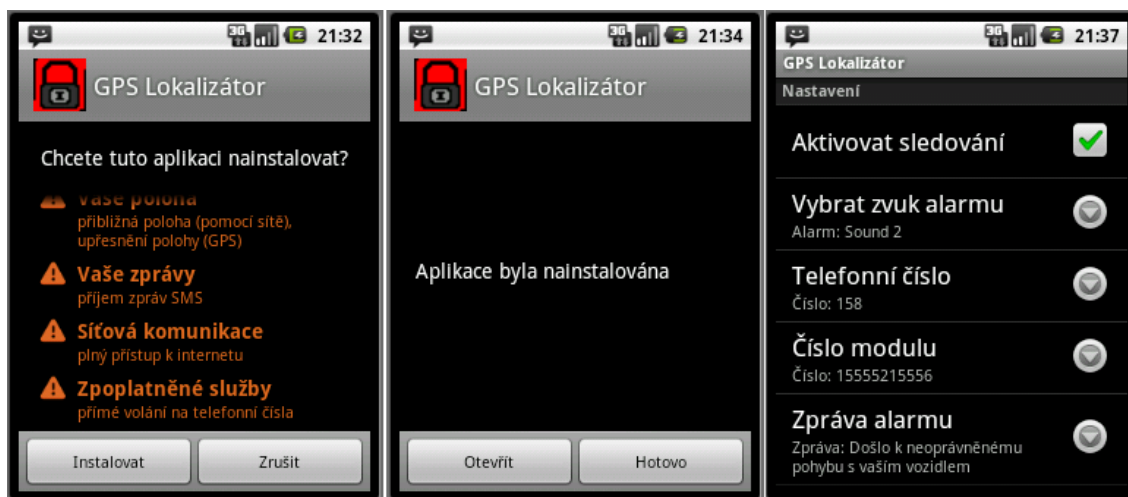 21:32
GPS Lokalizátor
Chcete tuto aplikaci nainstalovat?
Vaše poloha
přibližná poloha (pomocí sítě),
upřesnění polohy (GPS)
Vaše zprávy
příjem zpráv SMS
Síťová komunikace
plný přístup k internetu
Zpoplatněné služby
přímé volání na telefonní čísla
Instalovat
Zrušit
21:34
GPS Lokalizátor
Aplikace byla nainstalována
Otevřít
Hotovo
21:37
GPS Lokalizátor
Nastavení
Aktivovat sledování
Vybrat zvuk alarmu
Alarm: Sound 2
Telefonní číslo
Číslo: 158
Číslo modulu
Číslo: 15555215556
Zpráva alarmu
Zpráva: Došlo k neoprávněnému
pohybu s vaším vozidlem